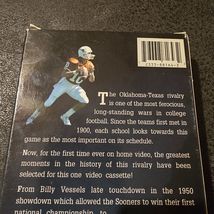 The Oklahoma-Texas rivalry
is one of the most ferocious,
long-standing wars in college
football. Since the teams first met in
1900, each school looks towards this
game as the most important on its schedule.
Now, for the first time ever on home video, the greatest
moments in the history of this rivalry have been
selected for this one video cassette!
From Billy Vessels late touchdown in the 1950
showdown which allowed the Sooners to win their first
national championship to